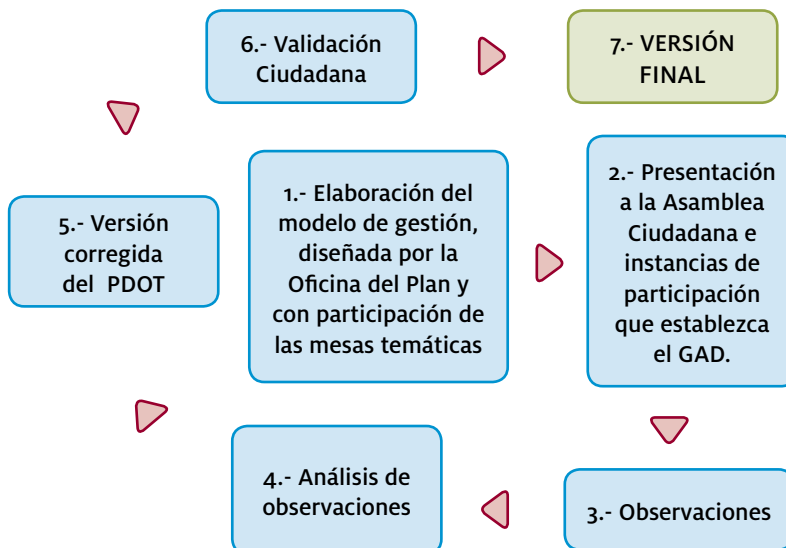 6.- Validación
Ciudadana
7.- VERSIÓN
FINAL
5.- Versión
corregida
del PDOT
1.- Elaboración del
modelo de gestión,
diseñada por la
Oficina del Plan y
con participación de
las mesas temáticas
2.- Presentación
a la Asamblea
Ciudadana e
instancias de
participación
que establezca
el GAD.
4.- Análisis de
observaciones
3.- Observaciones